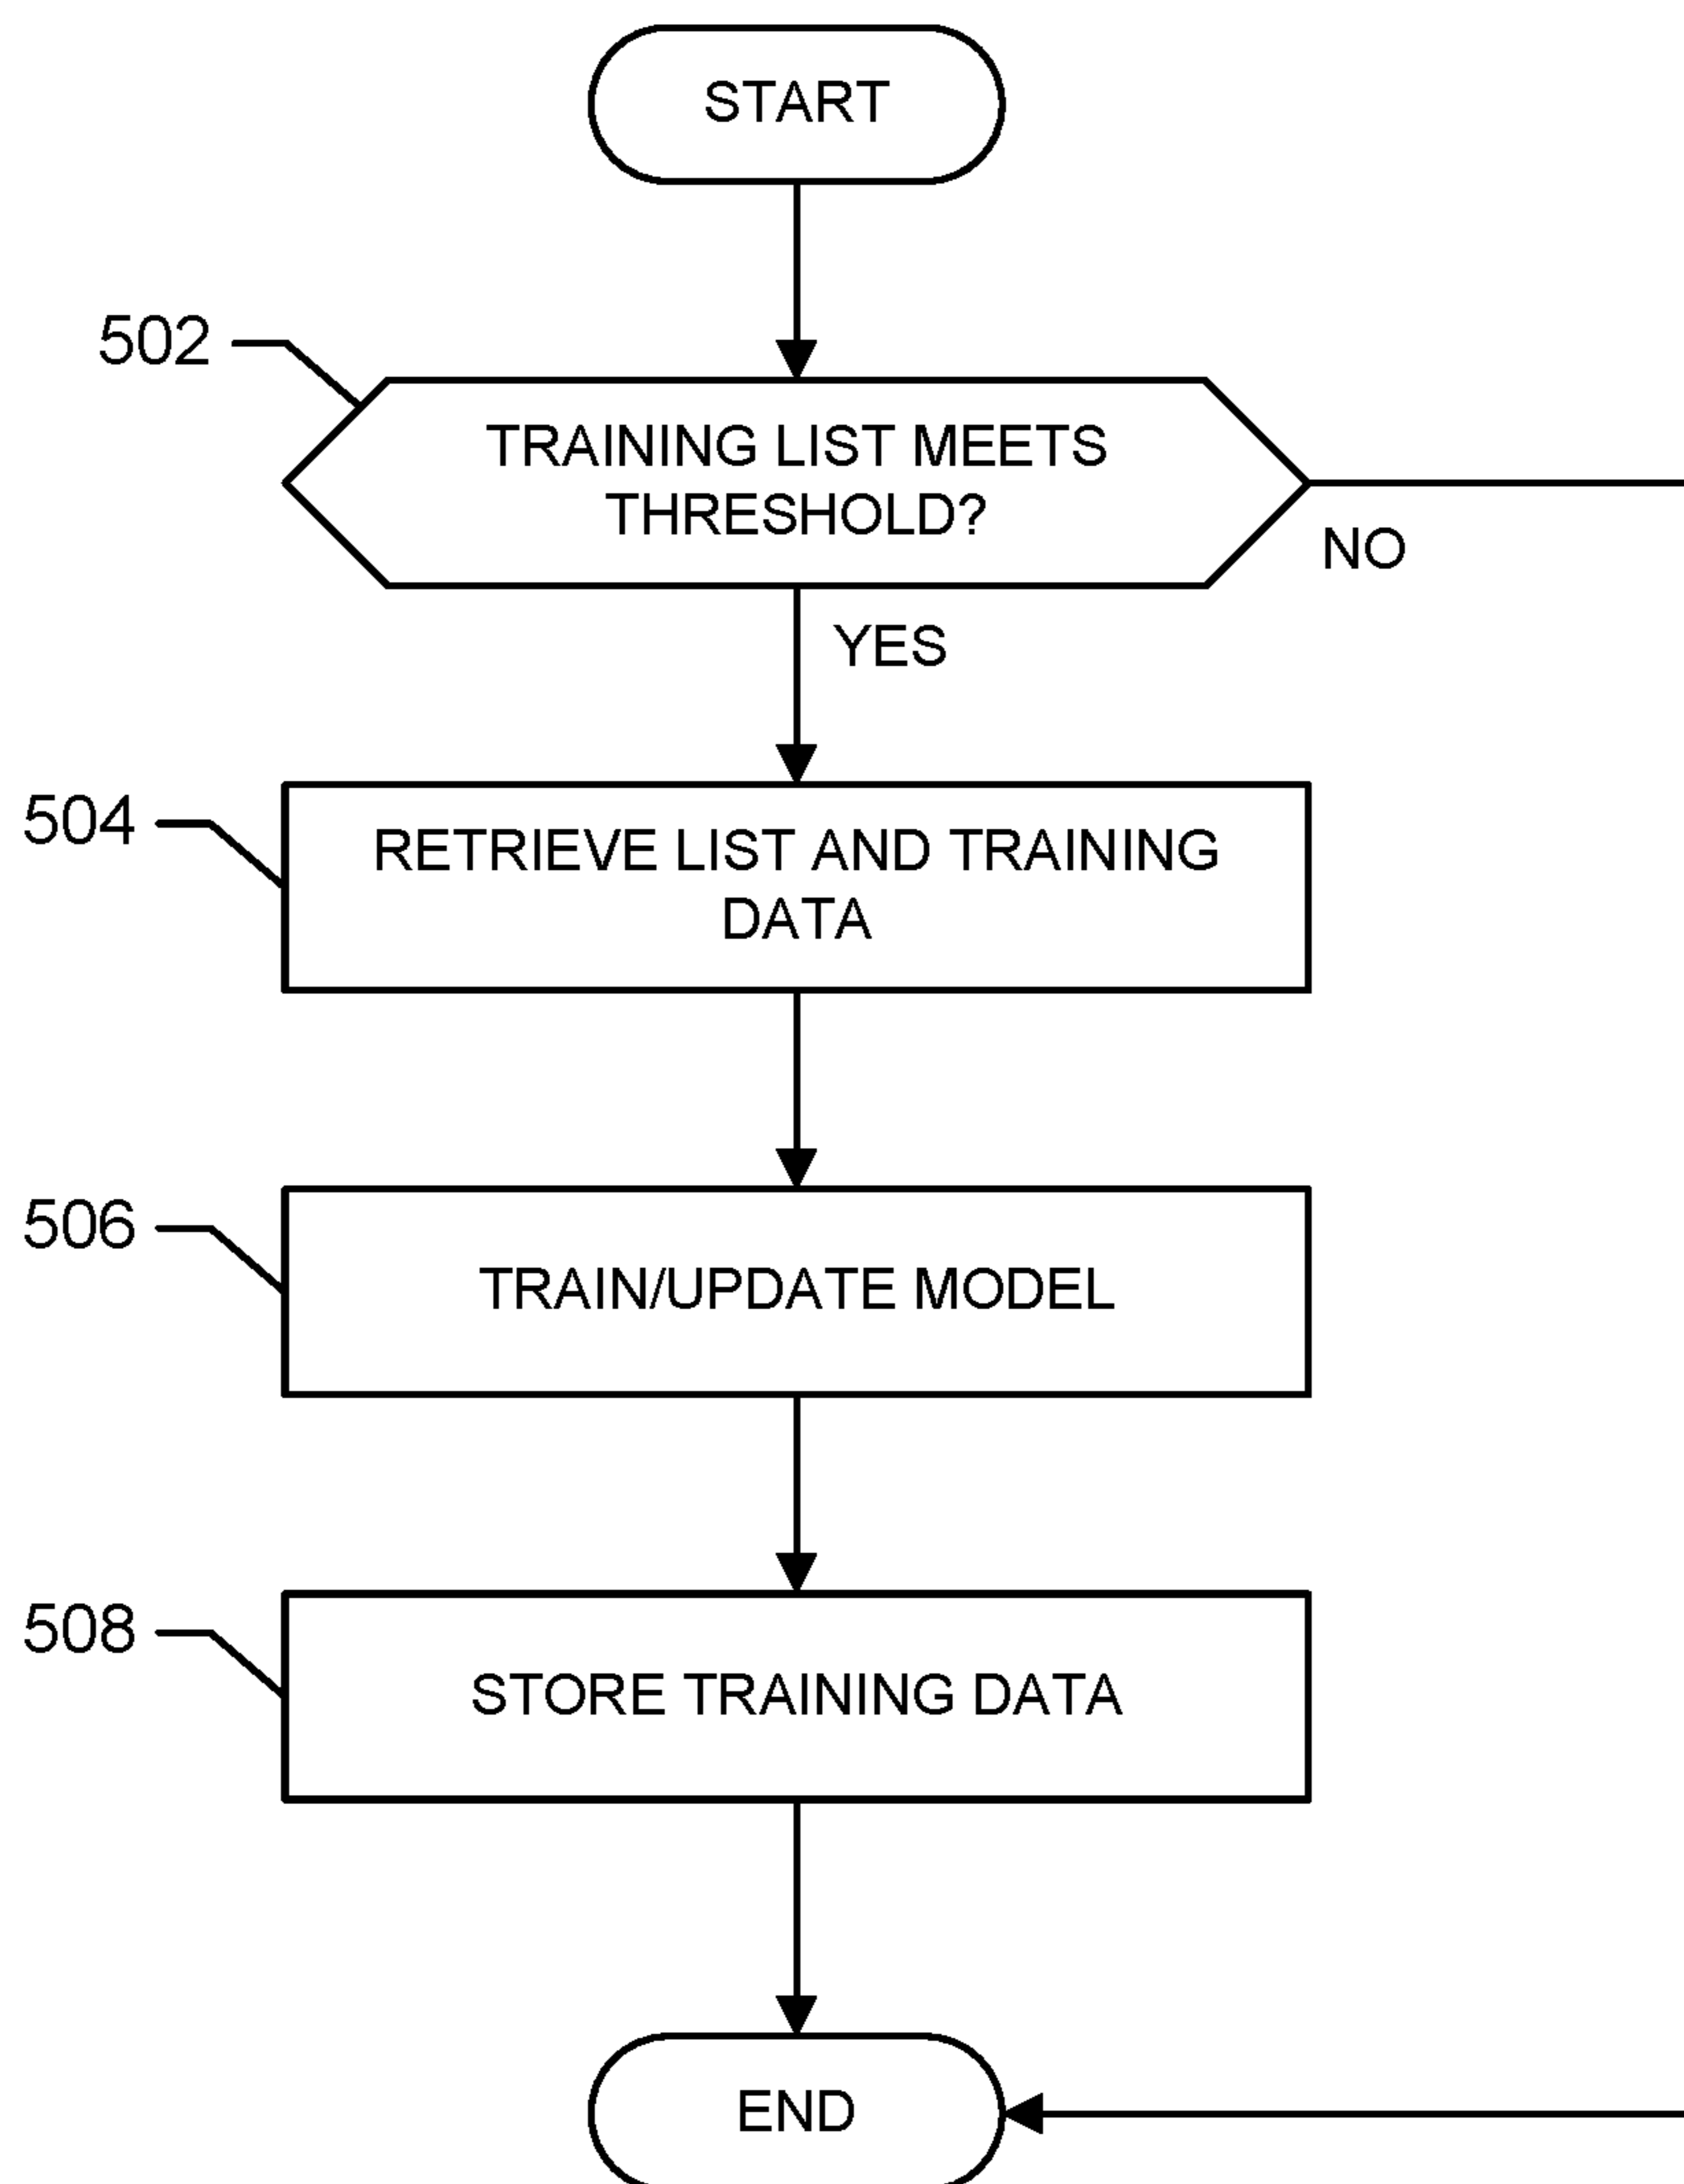 START
502
TRAINING LIST MEETS
THRESHOLD?
NO
YES
504
RETRIEVE LIST AND TRAINING
DATA
506
TRAIN/UPDATE MODEL
508
STORE TRAINING DATA
END